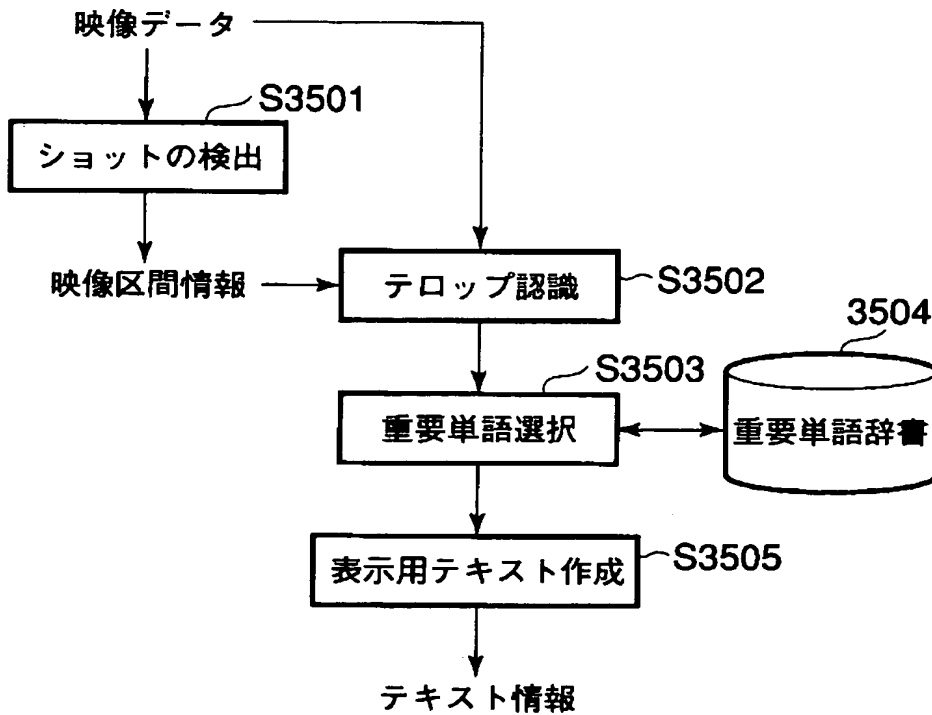 映像データ
S3501
ショットの検出
映像区間情報
テロップ認識
S3502
3504
S3503
重要単語選択
重要単語辞書
表示用テキスト作成
S3505
テキスト情報